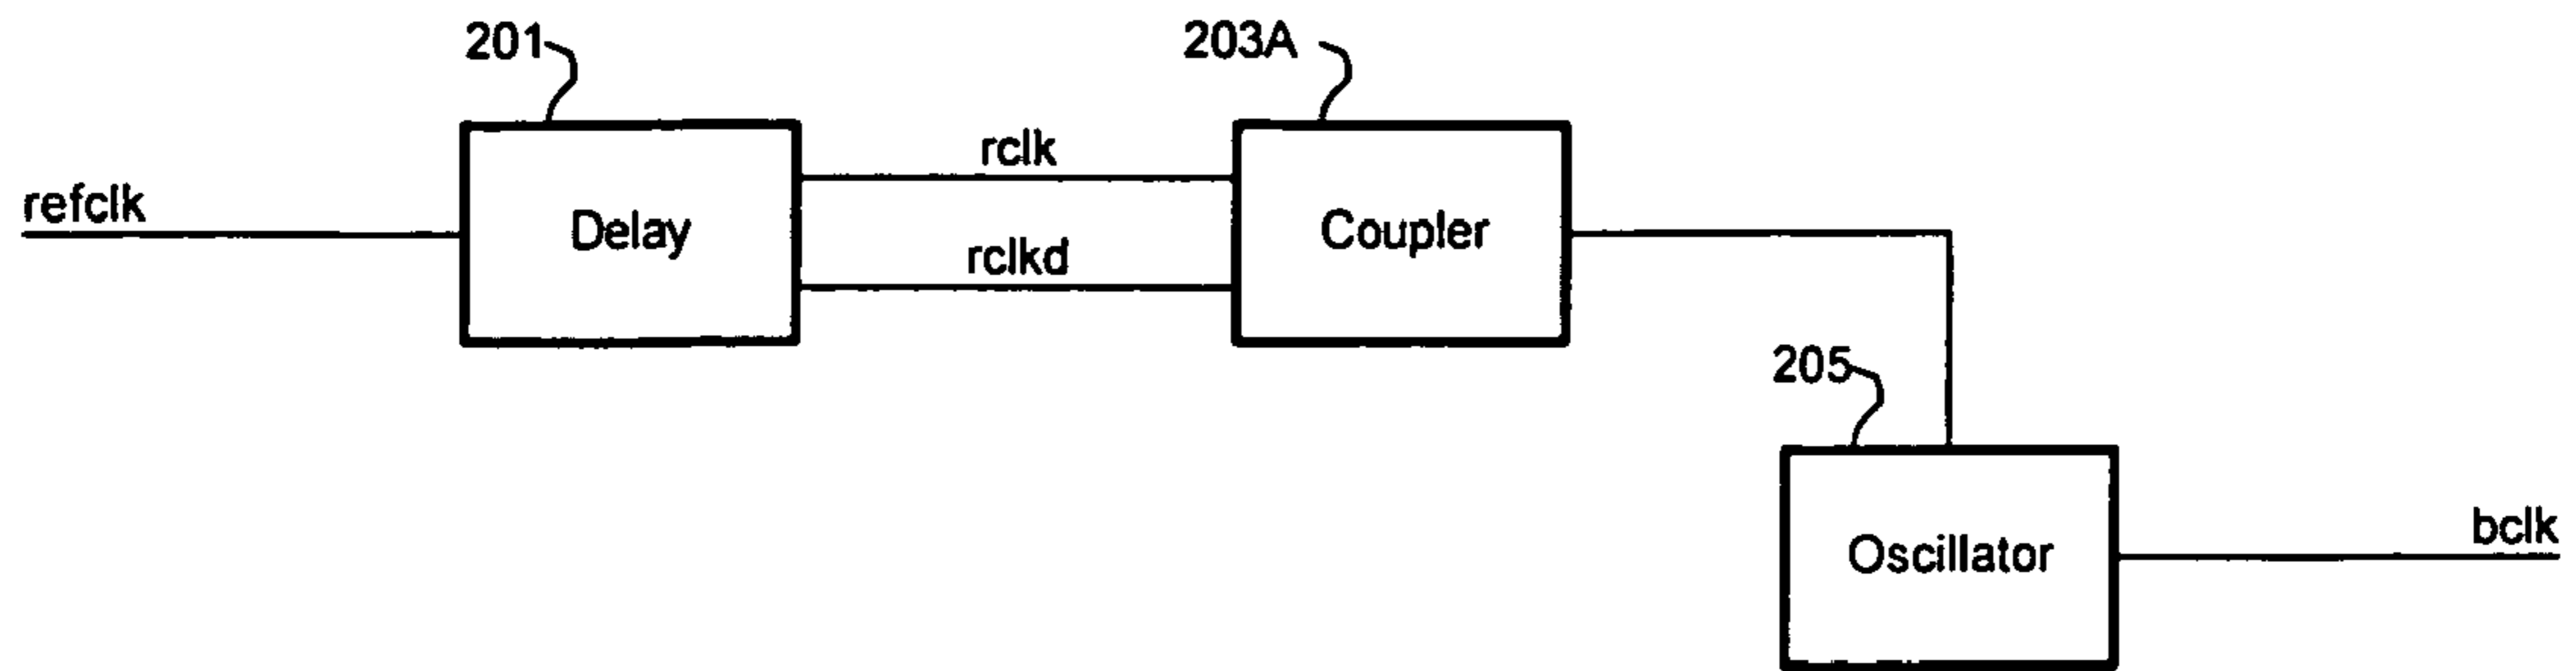 201
203A
rclk
refclk
Delay
Coupler
rclkd
205
bclk
Oscillator